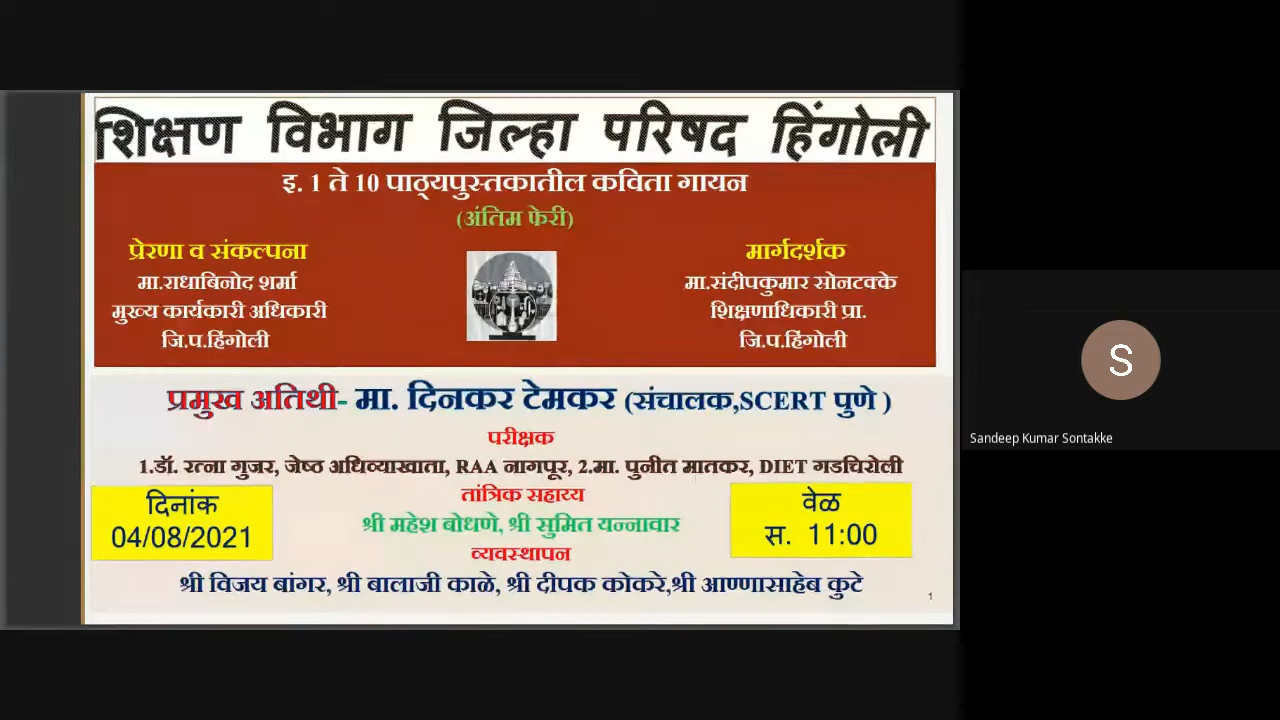 शिक्षण विभाग जिल्हा परिषद हिंगोली
इ. 1 ते 10 पाठ्यपुस्तकातील कविता गायन
(अंतिम फेरी)
प्रेरणा व संकल्पना
मा.राधाबिनोद शर्मा
मुख्य कार्यकारी अधिकारी
जि.प.हिंगोली
मार्गदर्शक
मा.संदीपकुमार सोनटक्के
शिक्षणाधिकारी प्रा.
जि.प.हिंगोली
प्रमुख अतिथी- मा. दिनकर टेमकर (संचालक,SCERT पुणे )
परीक्षक
1.डॉ. रत्ना गुजर, जेष्ठ अधिव्याख्याता, RAA नागपूर, 2.मा. पुनीत मातकर, DIET गडचिरोली
तांत्रिक सहाय्य
श्री महेश बोधणे, श्री सुमित यन्नावार
व्यवस्थापन
श्री विजय बांगर, श्री बालाजी काळे, श्री दीपक कोकरे,श्री आण्णासाहेब कुटे
दिनांक
04/08/2021
वेळ
स. 11:00
1
S
Sandeep Kumar Sontakke